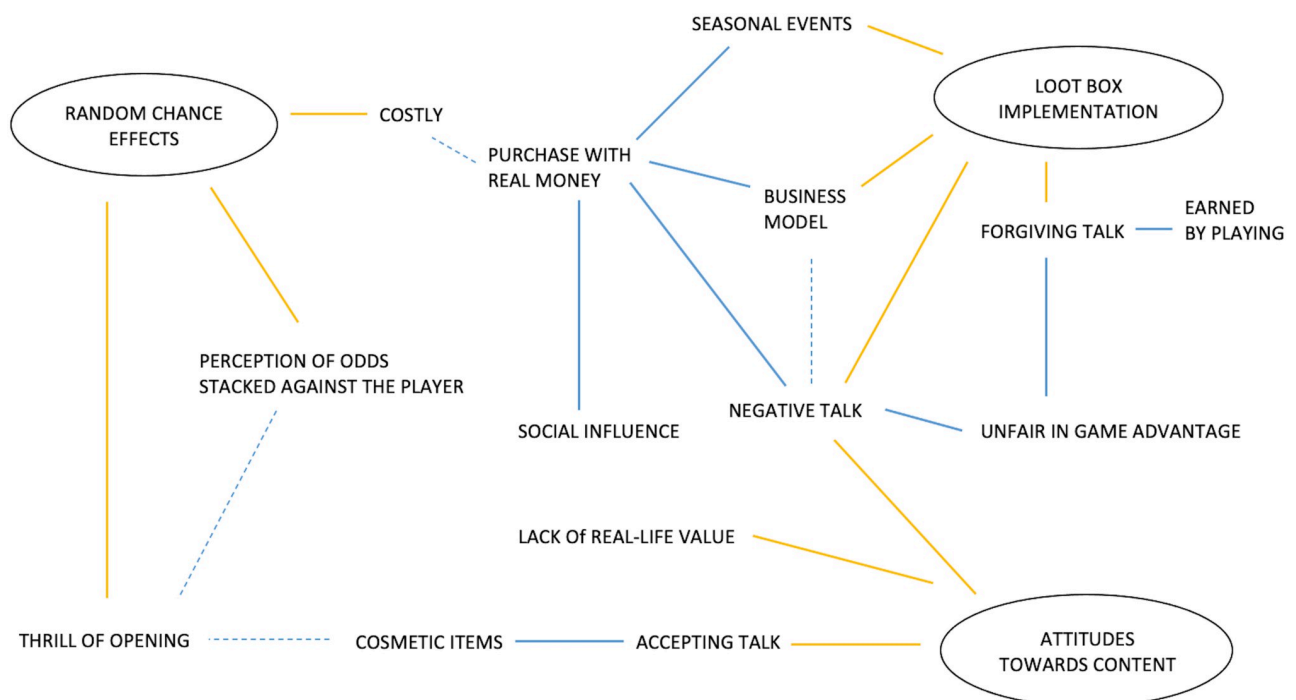 SEASONAL EVENTS
LOOT BOX
IMPLEMENTATION
RANDOM CHANCE
EFFECTS
COSTLY
PURCHASE WITH
REAL MONEY
BUSINESS
MODEL
FORGIVING TALK
EARNED
BY PLAYING
PERCEPTION OF ODDS
STACKED AGAINST THE PLAYER
NEGATIVE TALK
SOCIAL INFLUENCE
UNFAIR IN GAME ADVANTAGE
LACK Of REAL-LIFE VALUE
THRILL OF OPENING
COSMETIC ITEMS
ACCEPTING TALK
ATTITUDES
TOWARDS CONTENT